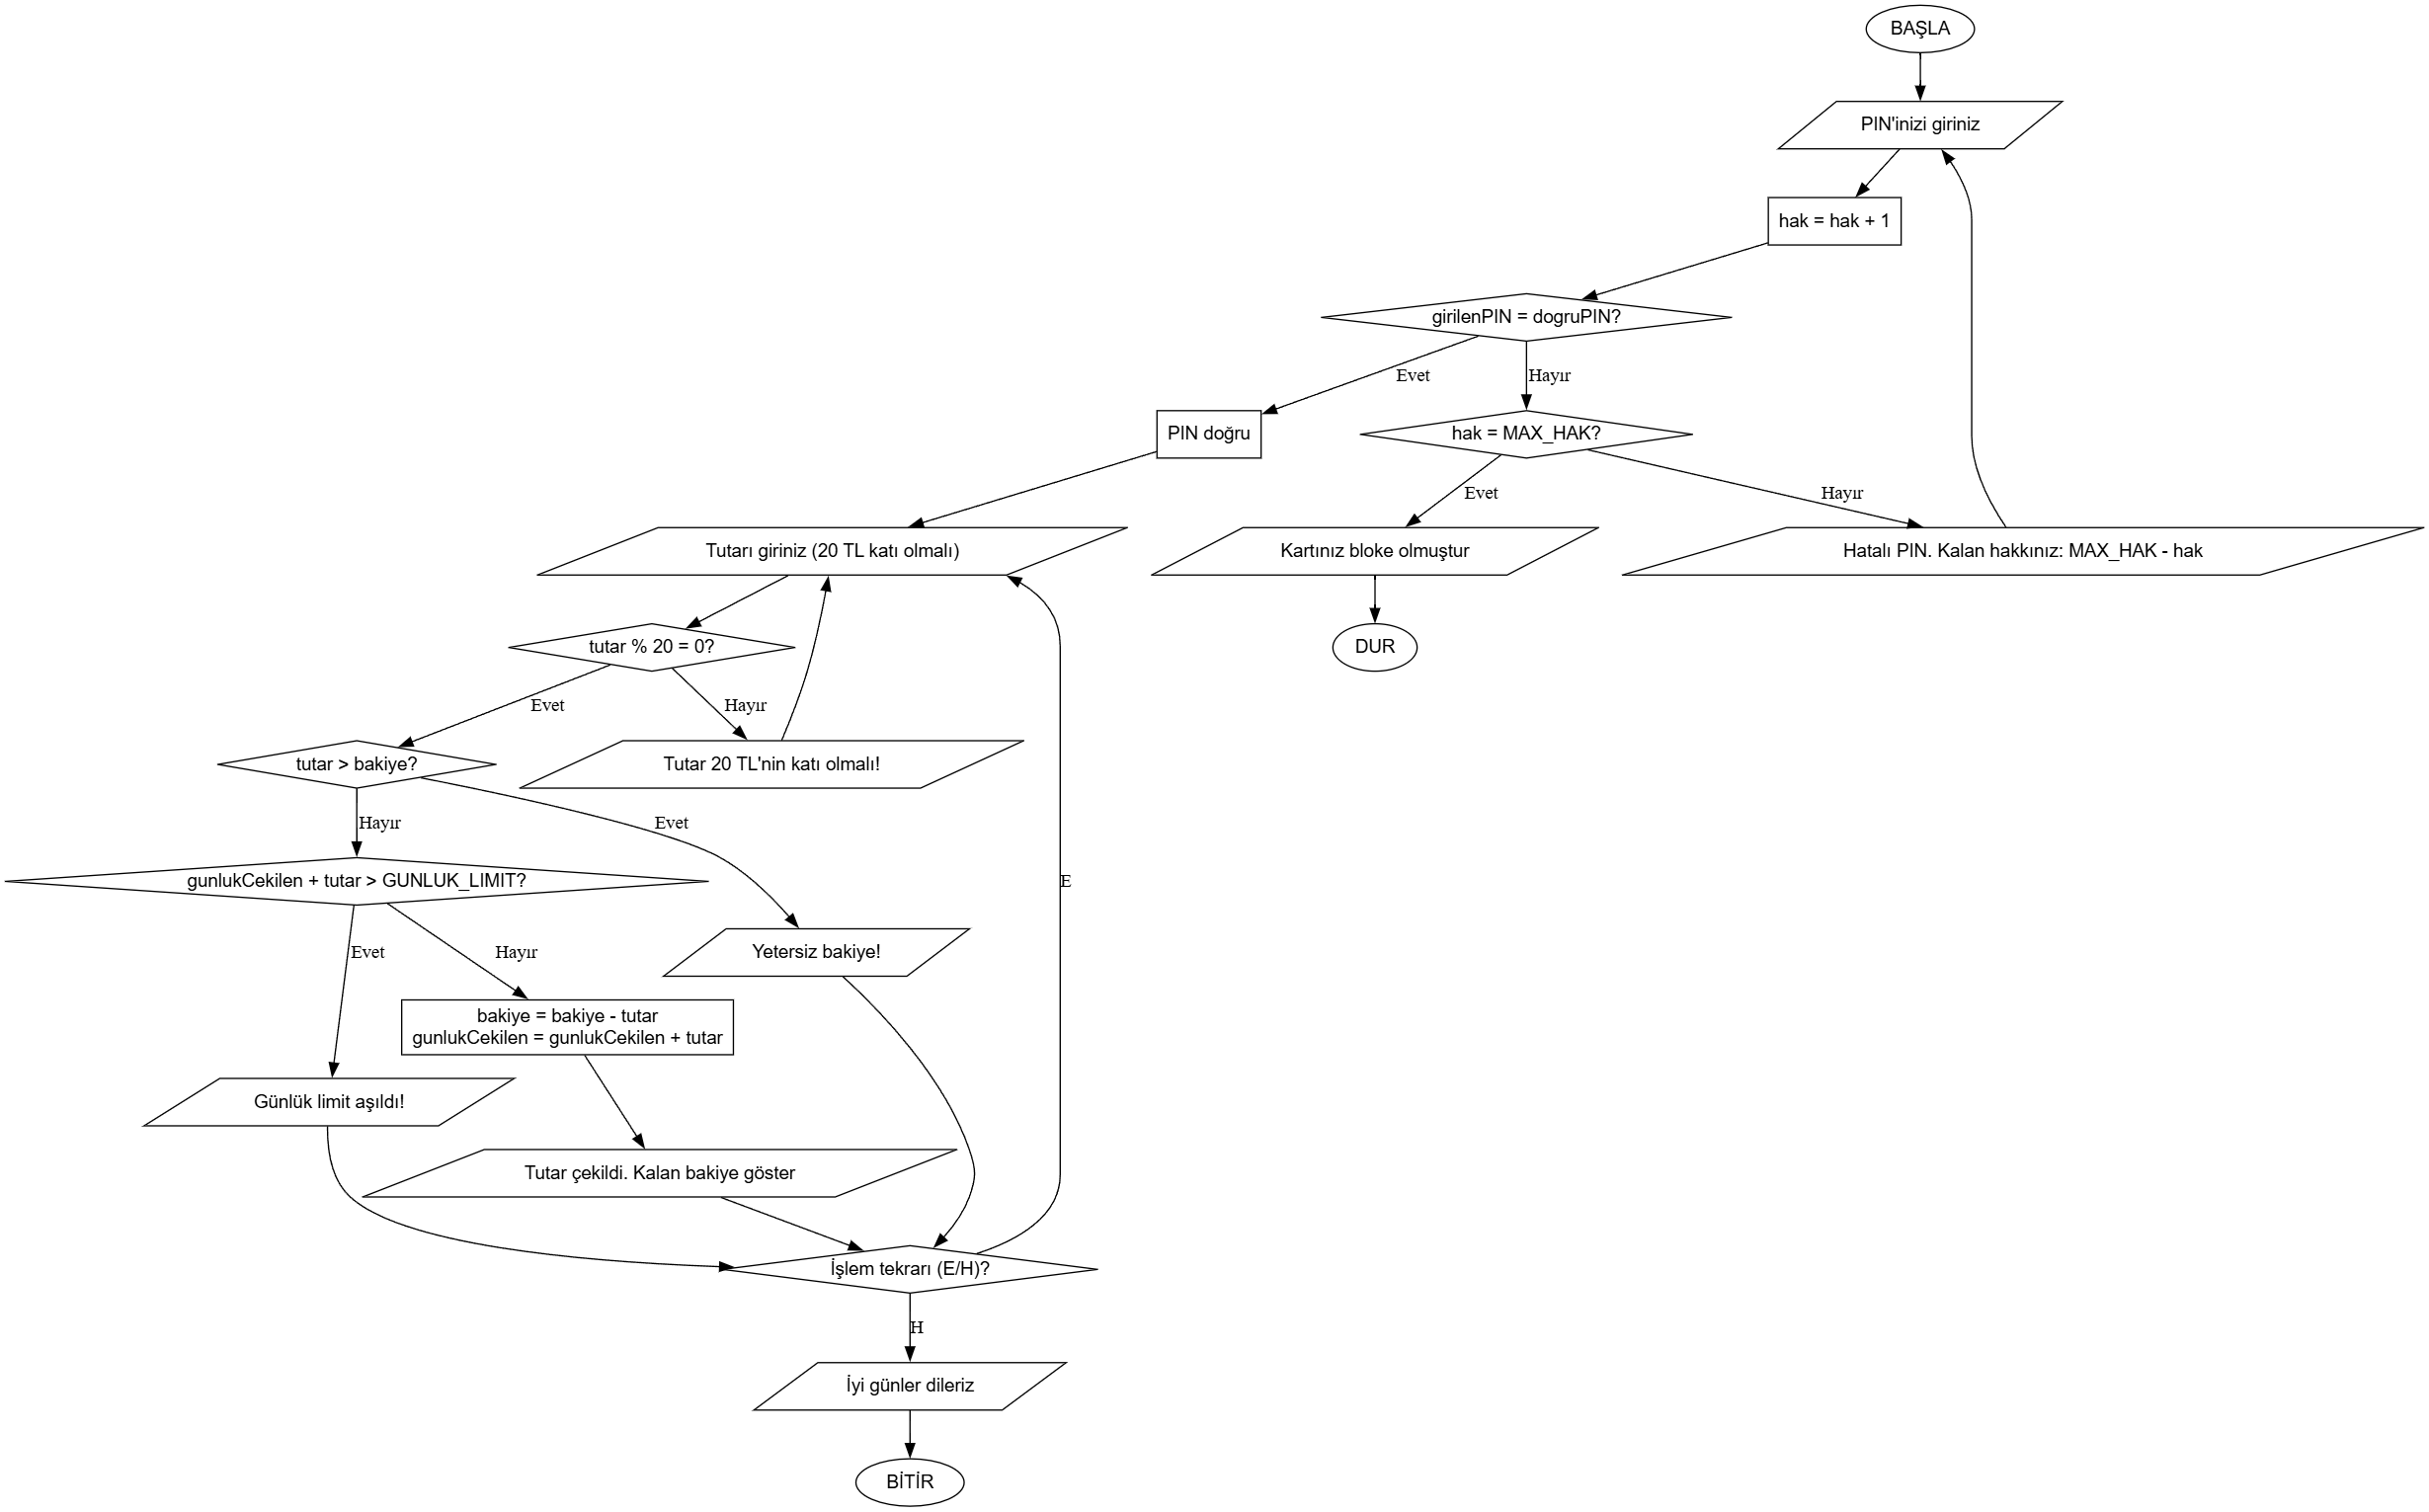 BAŞLA
PIN'inizi giriniz
hak = hak + 1
girilenPIN = dogruPIN?
Evet
Hayır
PIN doğru
hak = MAX_HAK?
Evet
Hayır
Tutarı giriniz (20 TL katı olmalı)
Kartınız bloke olmuştur
Hatalı PIN. Kalan hakkınız: MAX_HAK - hak
tutar % 20 = 0?
DUR
Evet
Hayır
tutar > bakiye?
Tutar 20 TL'nin katı olmalı!
Hayır
Evet
gunlukCekilen + tutar > GUNLUK_LIMIT?
E
Evet
Hayır
Yetersiz bakiye!
bakiye = bakiye - tutar
gunlukCekilen = gunlukCekilen + tutar
Günlük limit aşıldı!
Tutar çekildi. Kalan bakiye göster
İşlem tekrarı (E/H)?
H
İyi günler dileriz
BİTİR